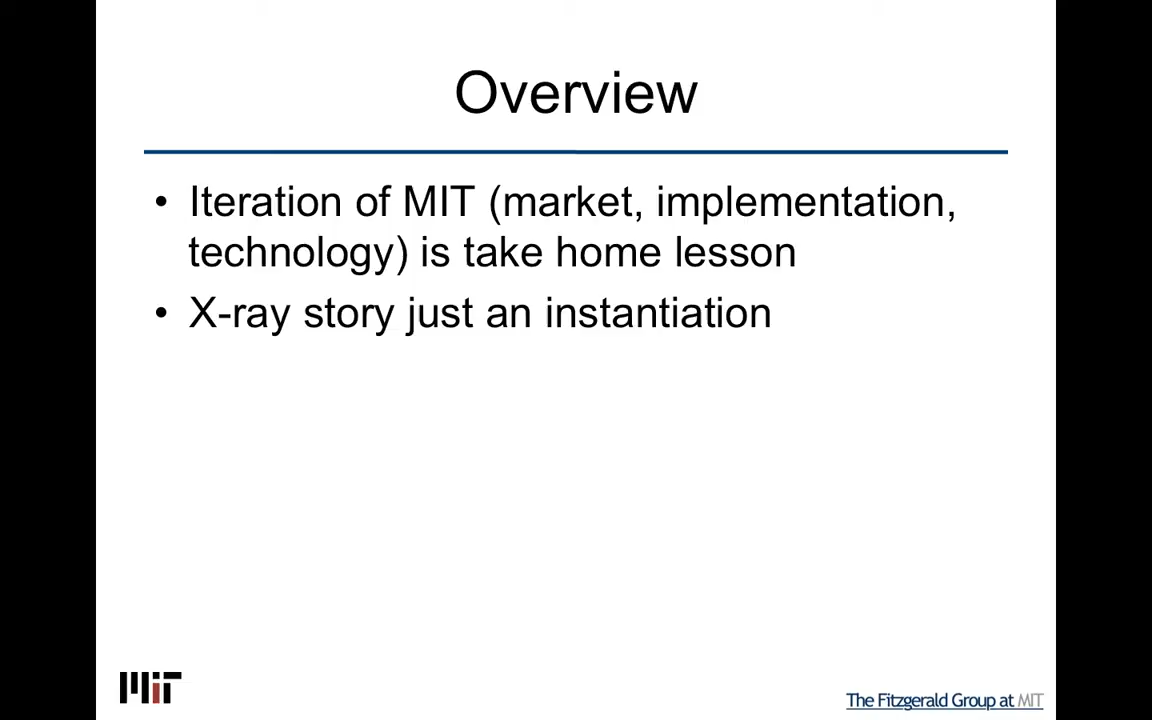 Overview
• Iteration of MIT (market, implementation,
technology) is take home lesson
• X-ray story just an instantiation
MIT
The Fitzgerald Group at MIT